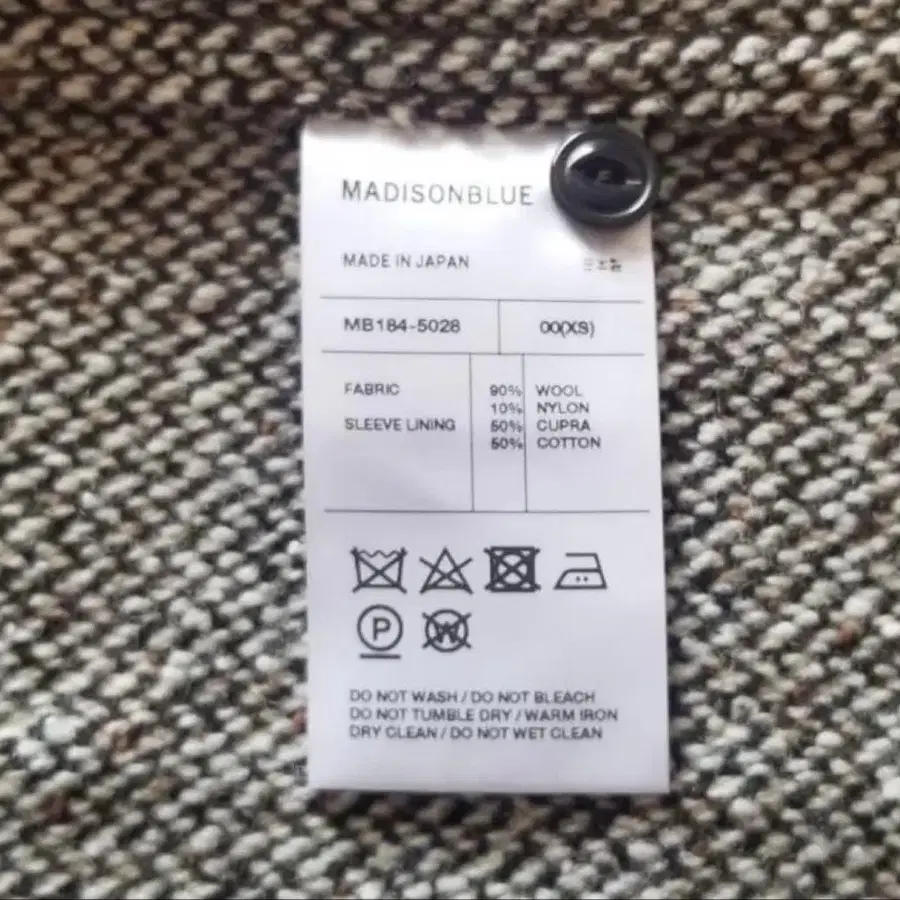 MADISONBLUE
MADE IN JAPAN
MB184-5028 00(XS)
FABRIC 90% WOOL
10% NYLON
SLEEVE LINING 50% CUPRA
50% COTTON
P
W
DO NOT WASH / DO NOT BLEACH
DO NOT TUMBLE DRY / WARM IRON
DRY CLEAN / DO NOT WET CLEAN